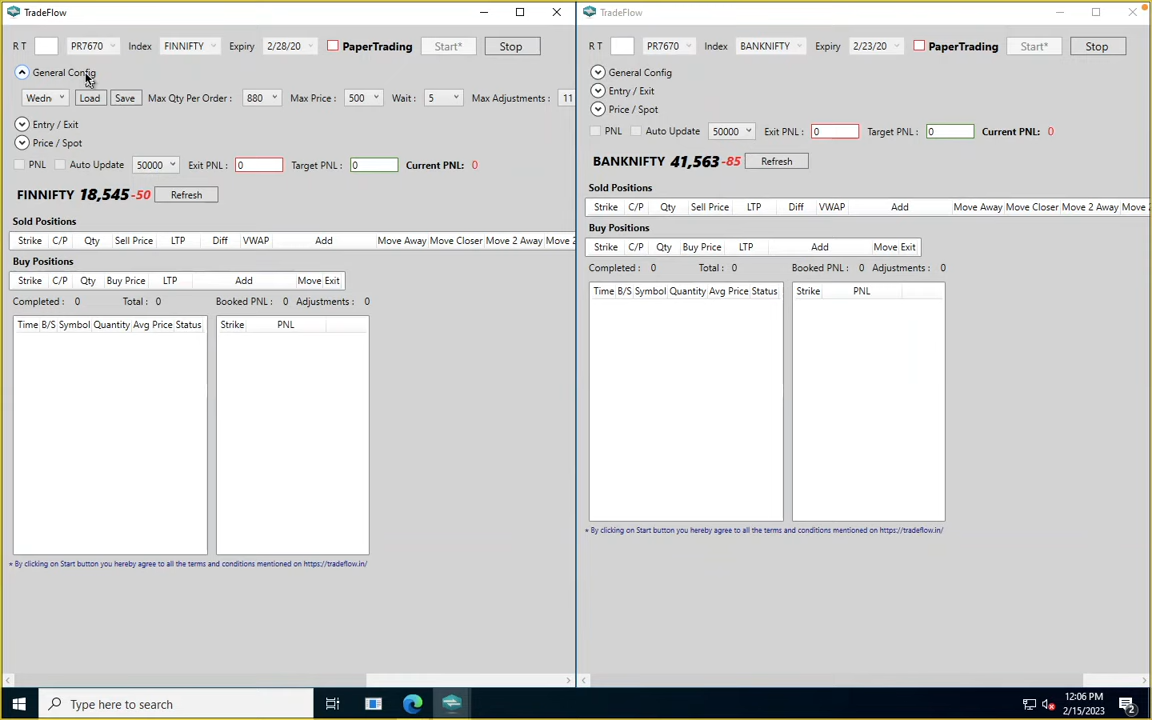 TradeFlow
R T PR7670 Index FINNIFTY Expiry 2/28/20 PaperTrading Start* Stop
General Config
Wedn Load Save Max Qty Per Order : 880 Max Price : 500 Wait : 5 Max Adjustments : 11
Entry / Exit
Price / Spot
PNL Auto Update 50000 Exit PNL : 0 Target PNL : 0 Current PNL: 0
FINNIFTY 18,545 -50 Refresh
Sold Positions
Strike C/P Qty Sell Price LTP Diff VWAP Add Move Away Move Closer Move 2 Away Move 2
Buy Positions
Strike C/P Qty Buy Price LTP Add Move Exit
Completed : 0 Total : 0 Booked PNL : 0 Adjustments : 0
Time B/S Symbol Quantity Avg Price Status Strike PNL
* By clicking on Start button you hereby agree to all the terms and conditions mentioned on https://tradeflow.in/
TradeFlow
R T PR7670 Index BANKNIFTY Expiry 2/23/20 PaperTrading Start* Stop
General Config
Entry / Exit
Price / Spot
PNL Auto Update 50000 Exit PNL : 0 Target PNL : 0 Current PNL: 0
BANKNIFTY 41,563 -85 Refresh
Sold Positions
Strike C/P Qty Sell Price LTP Diff VWAP Add Move Away Move Closer Move 2 Away Move 2
Buy Positions
Strike C/P Qty Buy Price LTP Add Move Exit
Completed : 0 Total : 0 Booked PNL : 0 Adjustments : 0
Time B/S Symbol Quantity Avg Price Status Strike PNL
* By clicking on Start button you hereby agree to all the terms and conditions mentioned on https://tradeflow.in/
Type here to search
12:06 PM
2/15/2023
2